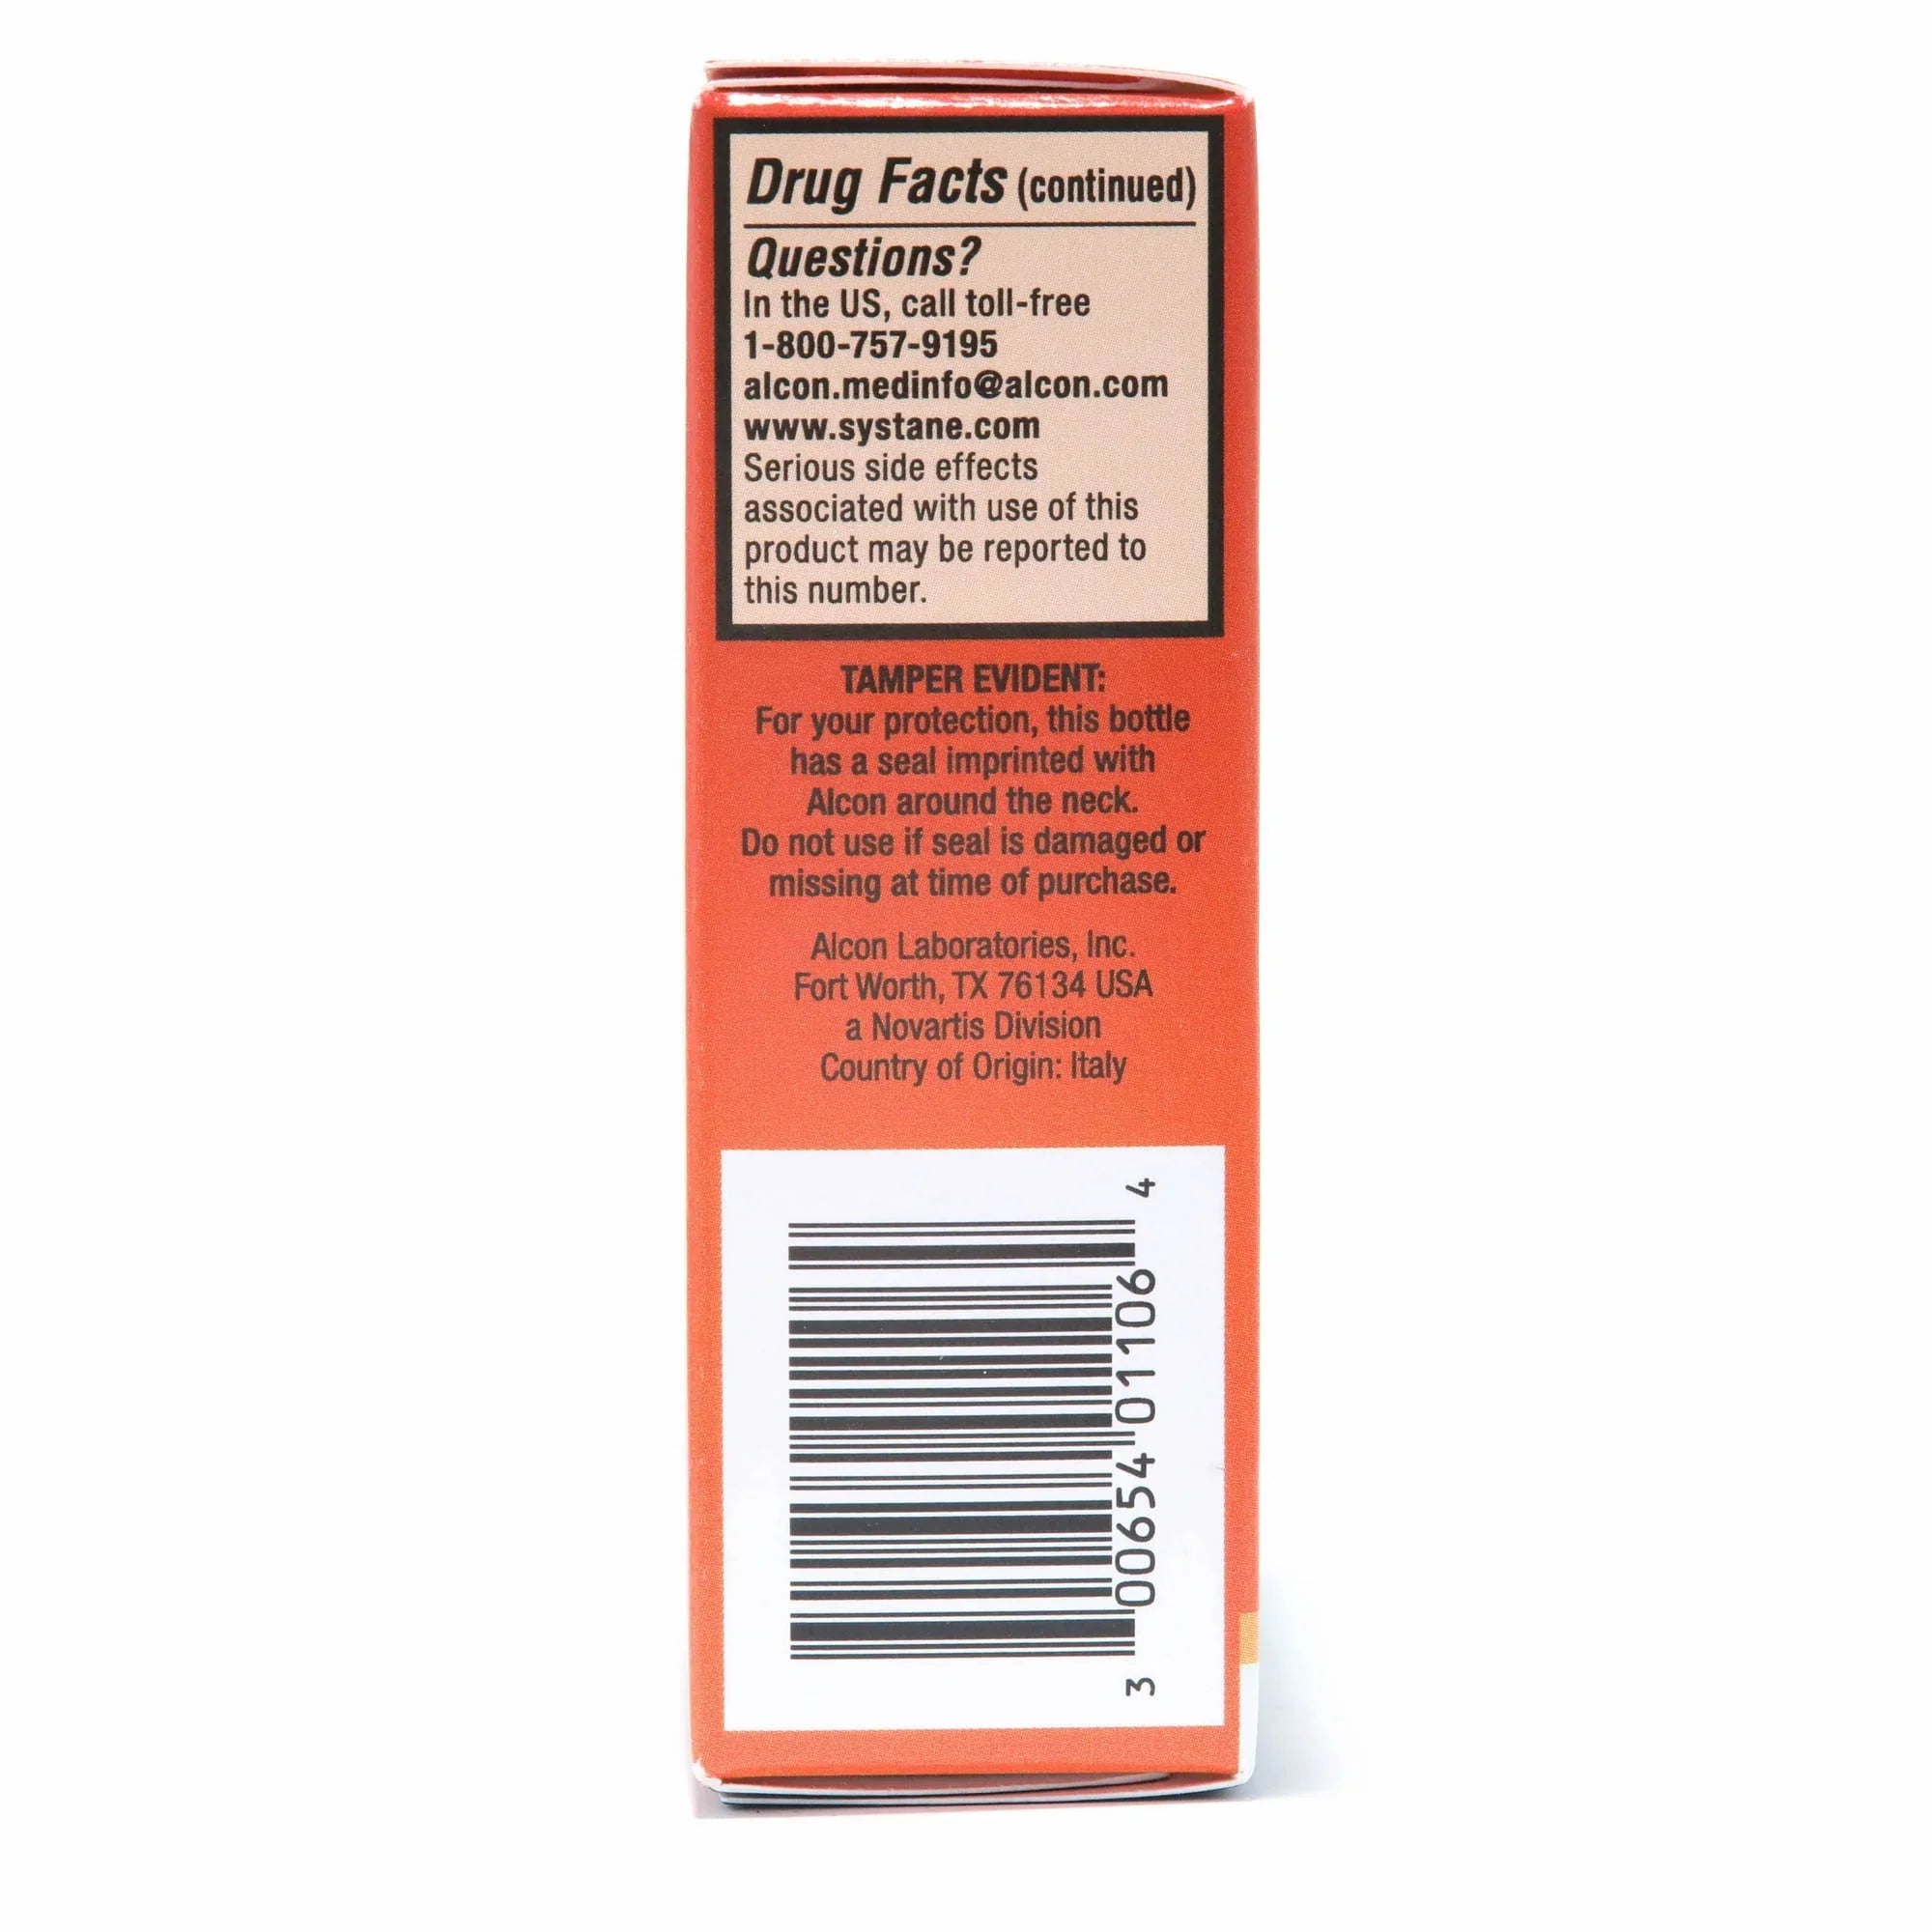 Drug Facts (continued)
Questions?
In the US, call toll-free
1-800-757-9195
alcon.medinfo@alcon.com
www.systane.com
Serious side effects
associated with use of this
product may be reported to
this number.
TAMPER EVIDENT:
For your protection, this bottle
has a seal imprinted with
Alcon around the neck.
Do not use if seal is damaged or
missing at time of purchase.
Alcon Laboratories, Inc.
Fort Worth, TX 76134 USA
a Novartis Division
Country of Origin: Italy
3 00654 01106 4